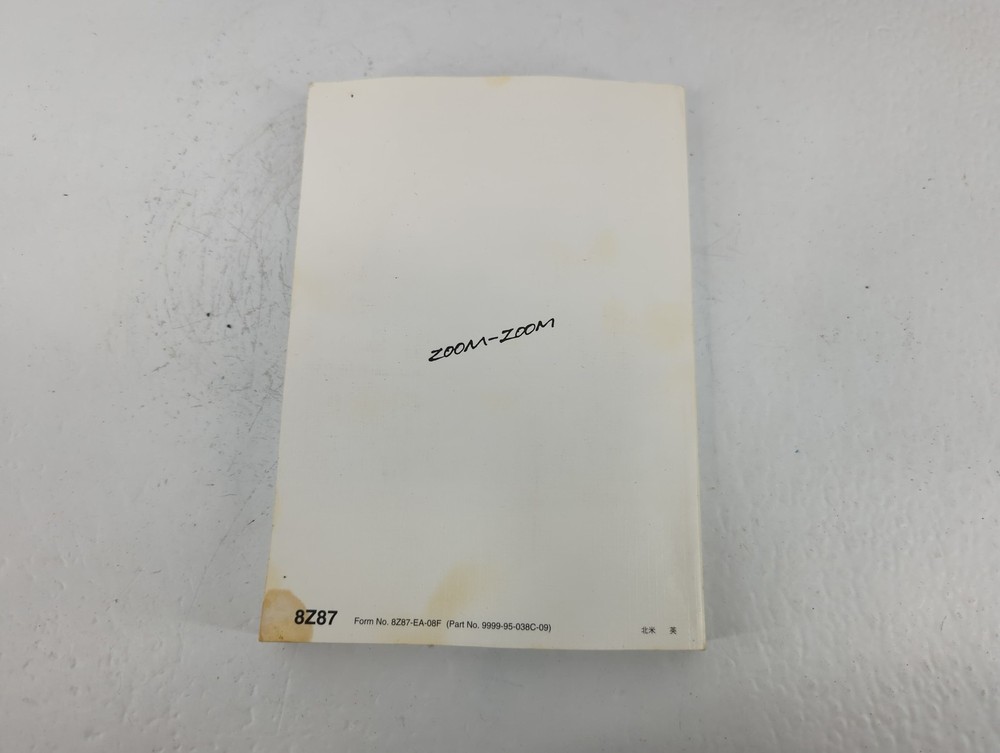 ZOOM-ZOOM
8Z87 Form No. 8Z87-EA-08F (Part No. 9999-95-038C-09) 北米 英